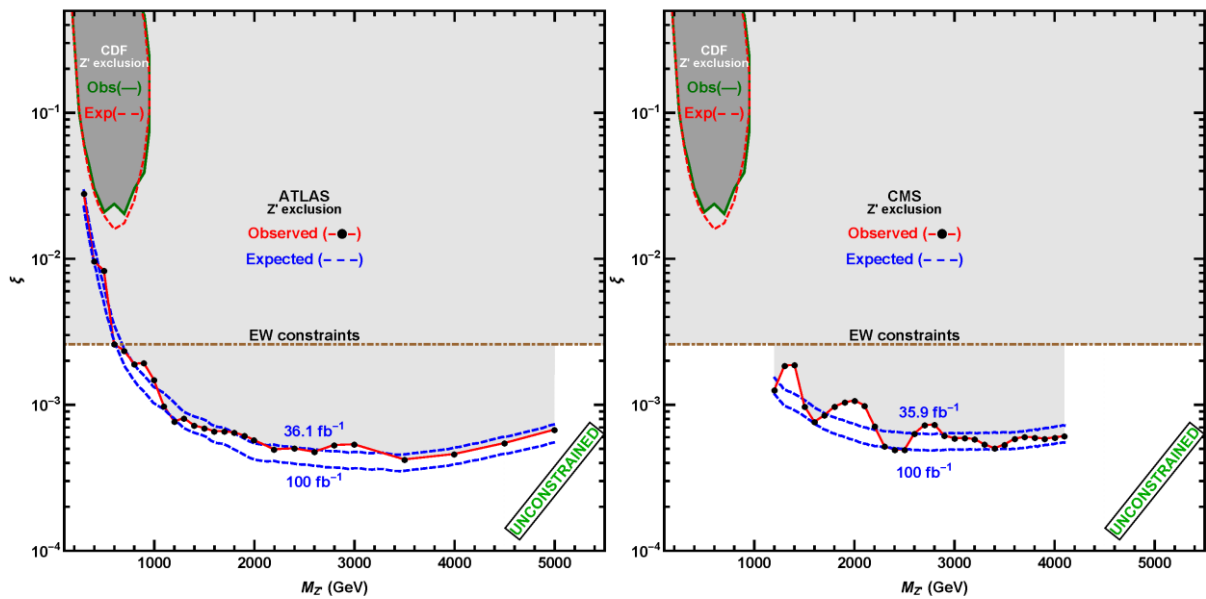 CDF
Z' exclusion
Obs(—)
Exp(– –)
ATLAS
Z' exclusion
Observed (–●–)
Expected (– – –)
EW constraints
36.1 fb⁻¹
100 fb⁻¹
UNCONSTRAINED
10⁻¹
10⁻²
10⁻³
10⁻⁴
ξ
1000 2000 3000 4000 5000
M_Z' (GeV)
CDF
Z' exclusion
Obs(—)
Exp(– –)
CMS
Z' exclusion
Observed (–●–)
Expected (– – –)
EW constraints
35.9 fb⁻¹
100 fb⁻¹
UNCONSTRAINED
10⁻¹
10⁻²
10⁻³
10⁻⁴
ξ
1000 2000 3000 4000 5000
M_Z' (GeV)